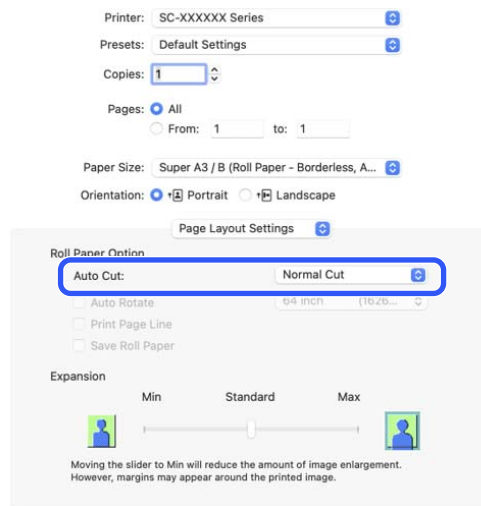 Printer: SC-XXXXXX Series
Presets: Default Settings
Copies: 1
Pages: All
From: 1 to: 1
Paper Size: Super A3 / B (Roll Paper - Borderless, A...
Orientation: Portrait Landscape
Page Layout Settings
Roll Paper Option
Auto Cut: Normal Cut
Auto Rotate 64 inch (1626...
Print Page Line
Save Roll Paper
Expansion
Min Standard Max
Moving the slider to Min will reduce the amount of image enlargement.
However, margins may appear around the printed image.